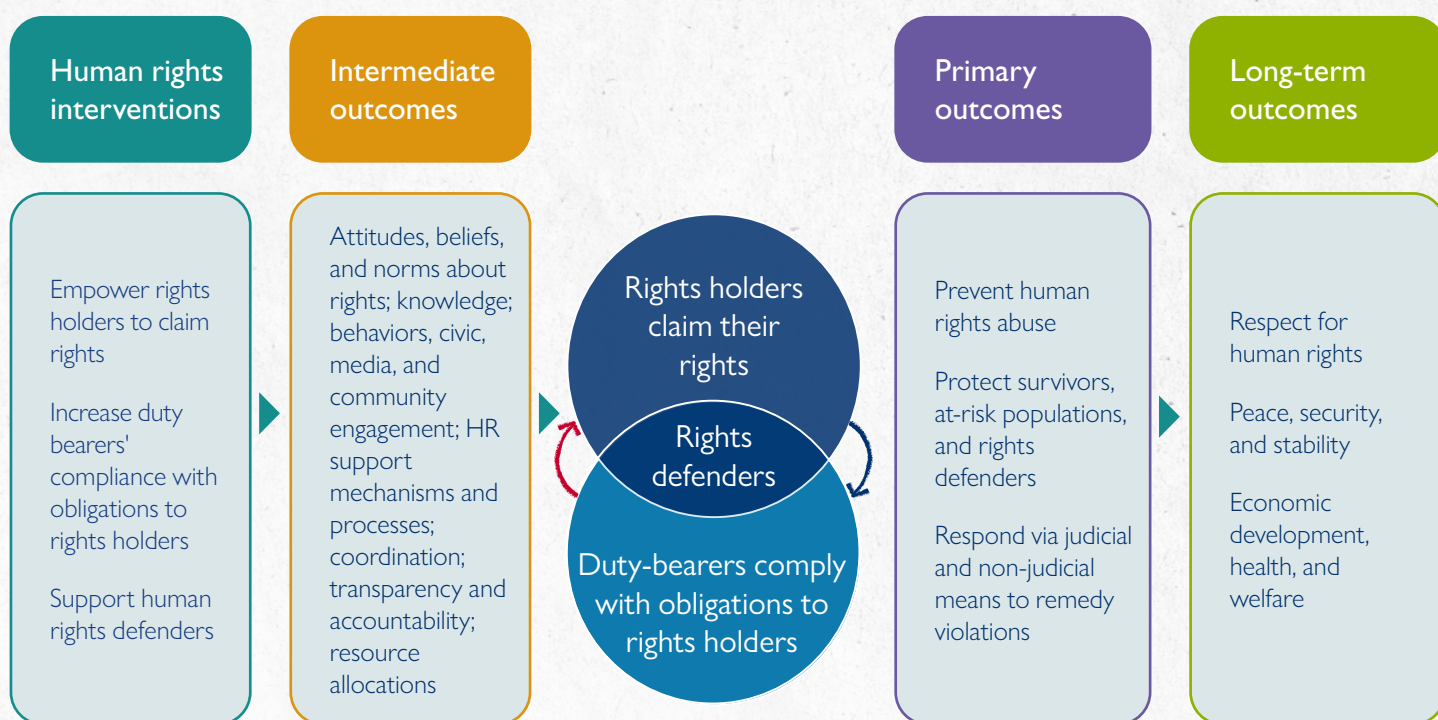 Human rights
interventions
Empower rights
holders to claim
rights
Increase duty
bearers'
compliance with
obligations to
rights holders
Support human
rights defenders
Intermediate
outcomes
Attitudes, beliefs,
and norms about
rights; knowledge;
behaviors, civic,
media, and
community
engagement; HR
support
mechanisms and
processes;
coordination;
transparency and
accountability;
resource
allocations
Rights holders
claim their
rights
Rights
defenders
Duty-bearers comply
with obligations to
rights holders
Primary
outcomes
Prevent human
rights abuse
Protect survivors,
at-risk populations,
and rights
defenders
Respond via judicial
and non-judicial
means to remedy
violations
Long-term
outcomes
Respect for
human rights
Peace, security,
and stability
Economic
development,
health, and
welfare